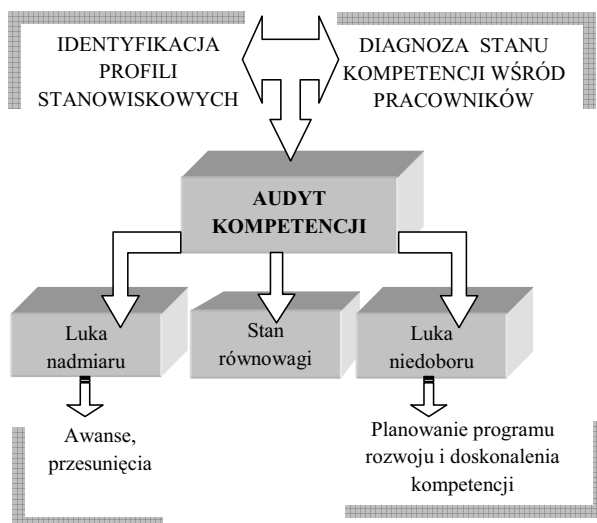 IDENTYFIKACJA
PROFILI
STANOWISKOWYCH
DIAGNOZA STANU
KOMPETENCJI WŚRÓD
PRACOWNIKÓW
AUDYT
KOMPETENCJI
Luka
nadmiaru
Stan
równowagi
Luka
niedoboru
Awanse,
przesunięcia
Planowanie programu
rozwoju i doskonalenia
kompetencji